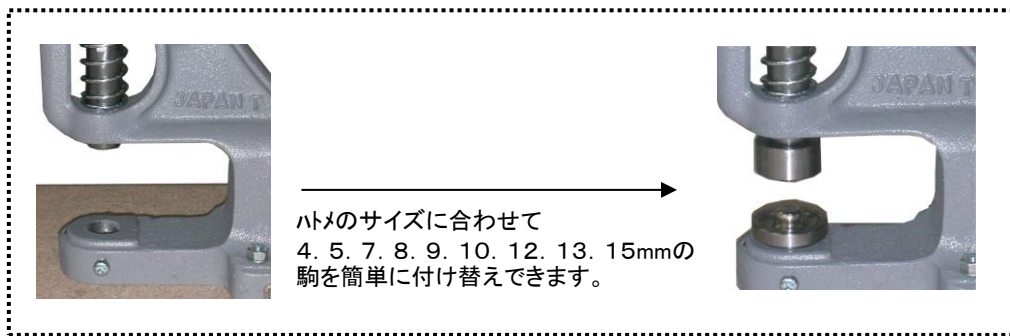 JAPAN T
JAPAN T
ﾊﾄﾒのサイズに合わせて
4．5．7．8．9．10．12．13．15mmの
駒を簡単に付け替えできます。